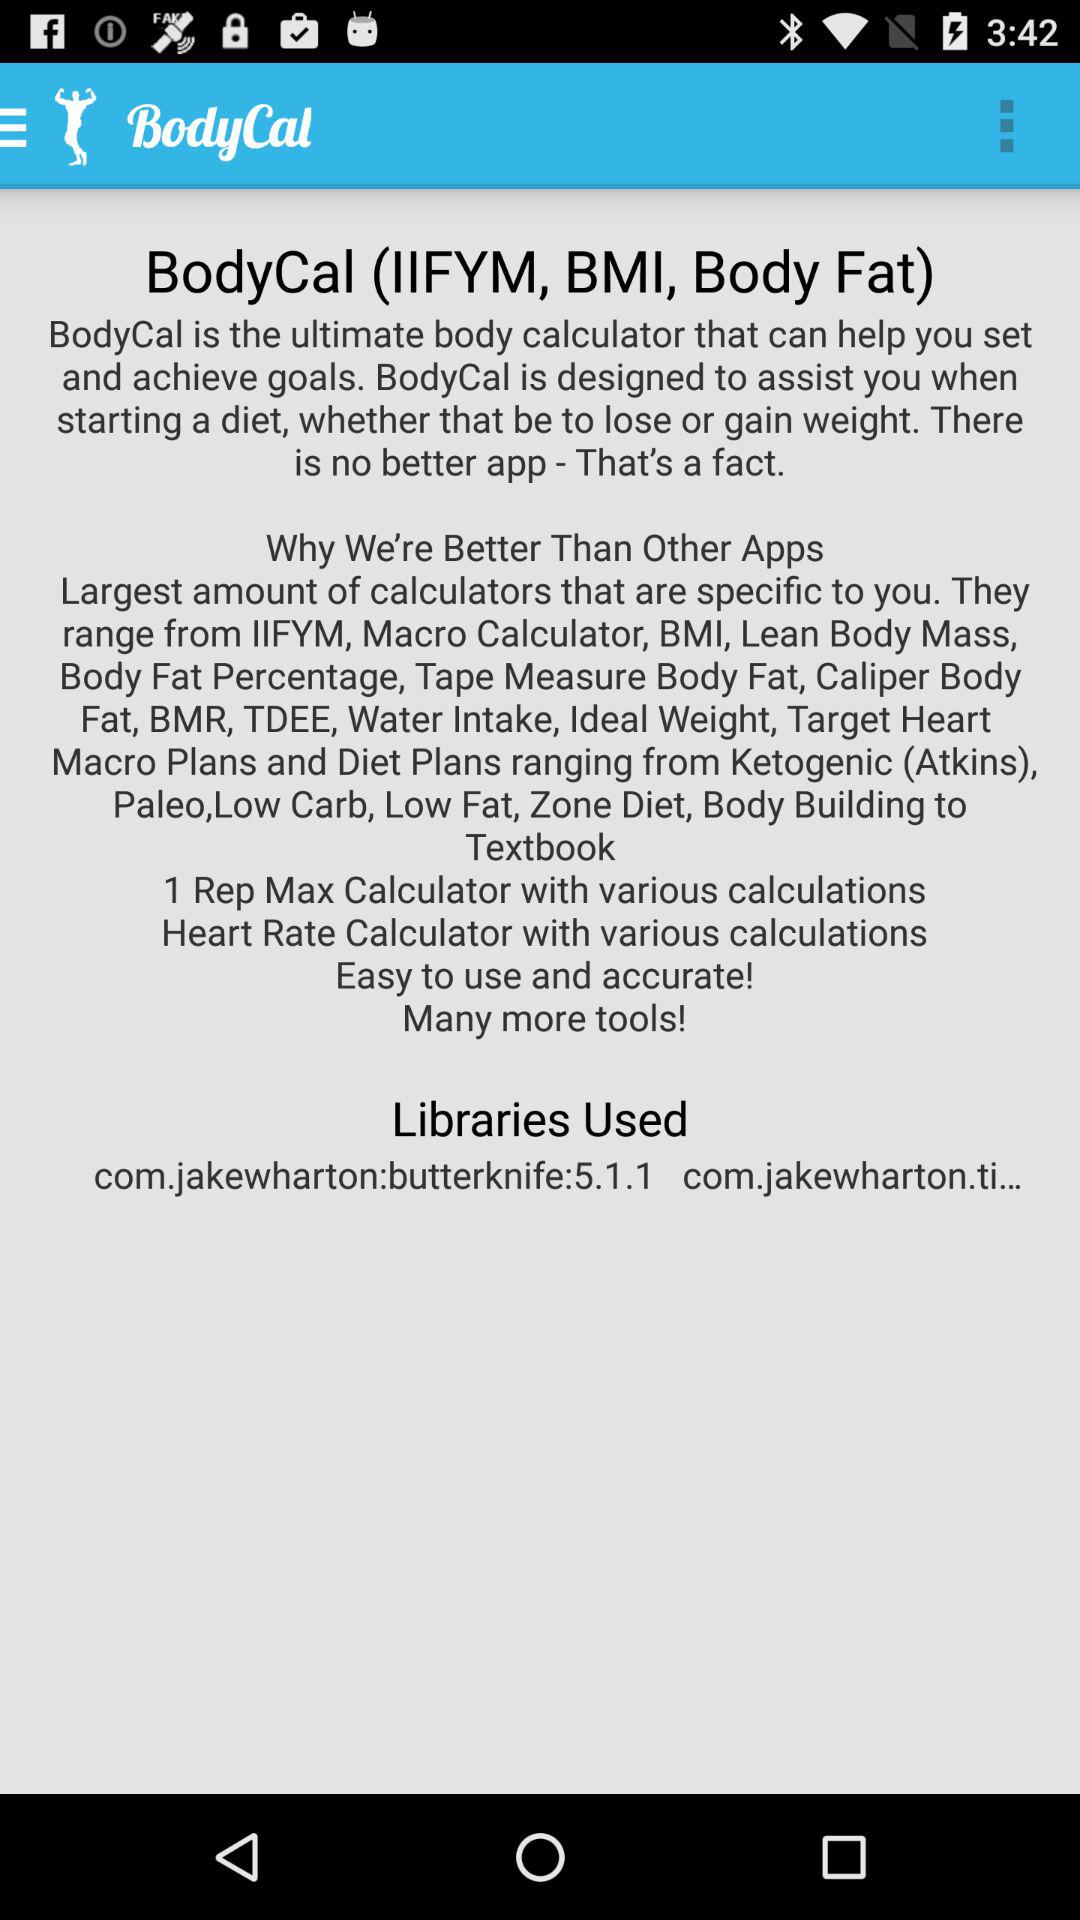 FAKE
3:42
BodyCal
BodyCal (IIFYM, BMI, Body Fat)
BodyCal is the ultimate body calculator that can help you set
and achieve goals. BodyCal is designed to assist you when
starting a diet, whether that be to lose or gain weight. There
is no better app - That’s a fact.
Why We’re Better Than Other Apps
Largest amount of calculators that are specific to you. They
range from IIFYM, Macro Calculator, BMI, Lean Body Mass,
Body Fat Percentage, Tape Measure Body Fat, Caliper Body
Fat, BMR, TDEE, Water Intake, Ideal Weight, Target Heart
Macro Plans and Diet Plans ranging from Ketogenic (Atkins),
Paleo,Low Carb, Low Fat, Zone Diet, Body Building to
Textbook
1 Rep Max Calculator with various calculations
Heart Rate Calculator with various calculations
Easy to use and accurate!
Many more tools!
Libraries Used
com.jakewharton:butterknife:5.1.1 com.jakewharton.ti…